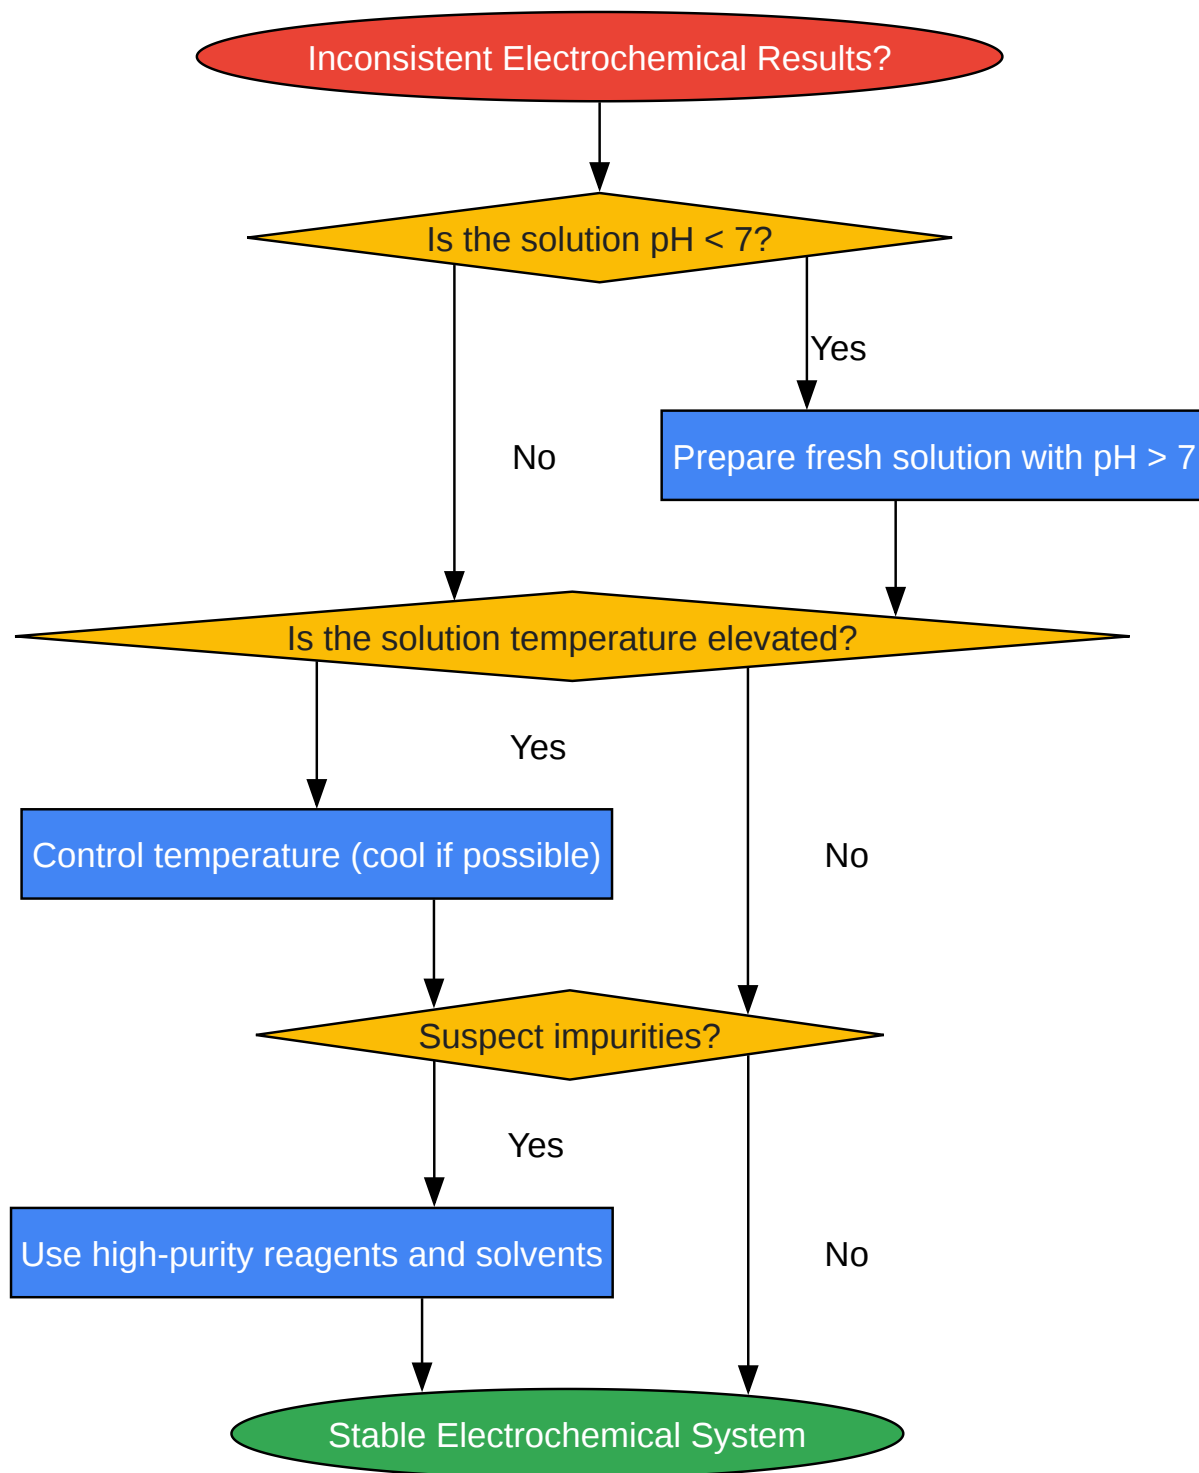 Inconsistent Electrochemical Results?
Is the solution pH < 7?
Yes
No
Prepare fresh solution with pH > 7
Is the solution temperature elevated?
Yes
Control temperature (cool if possible)
No
Suspect impurities?
Yes
Use high-purity reagents and solvents
No
Stable Electrochemical System